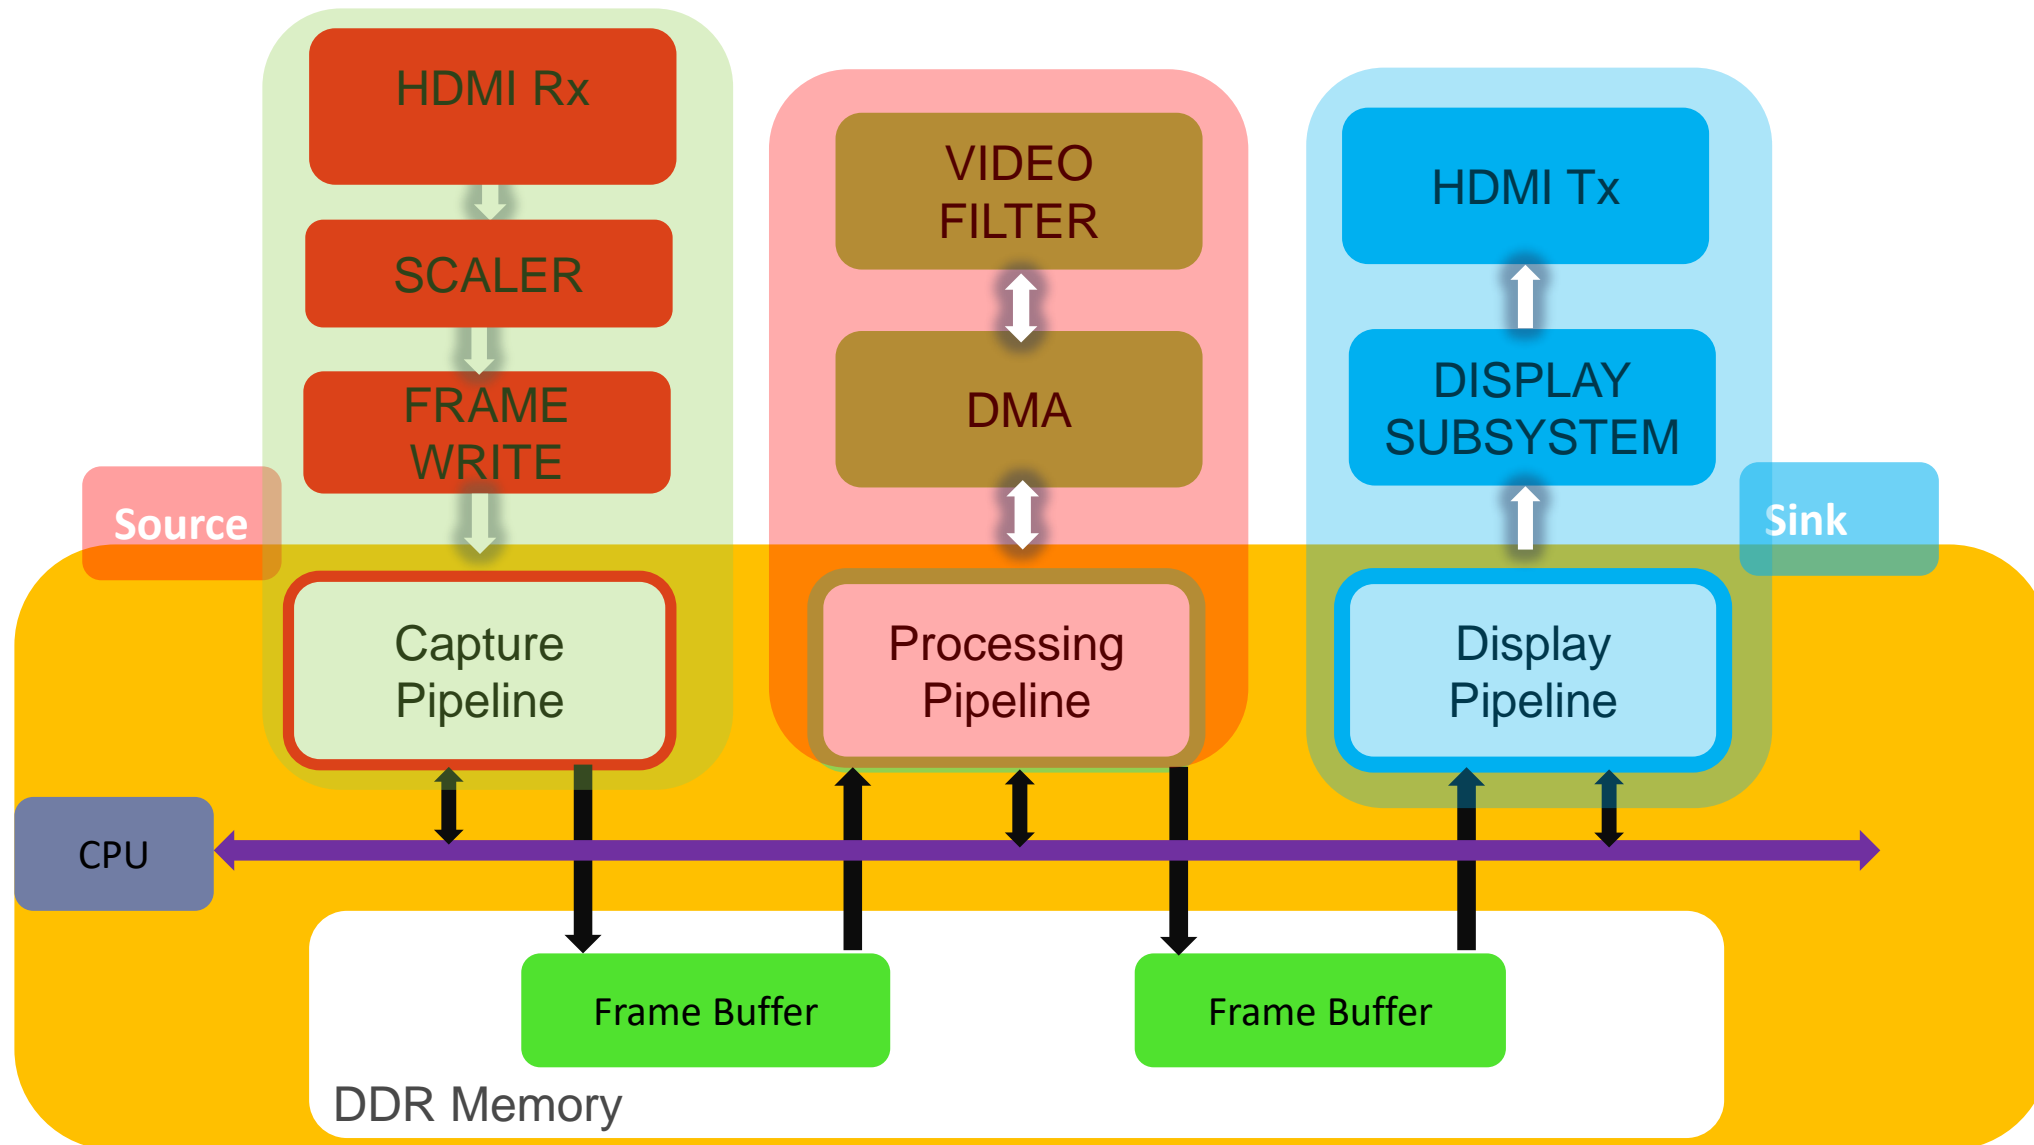 HDMI Rx
SCALER
FRAME
WRITE
Source
Capture
Pipeline
VIDEO
FILTER
DMA
Processing
Pipeline
HDMI Tx
DISPLAY
SUBSYSTEM
Sink
Display
Pipeline
CPU
Frame Buffer
Frame Buffer
DDR Memory